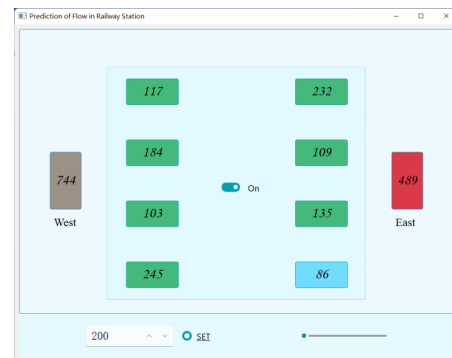 Prediction of Flow in Railway Station
117
232
184
109
744
489
On
West
103
135
East
245
86
200
SET